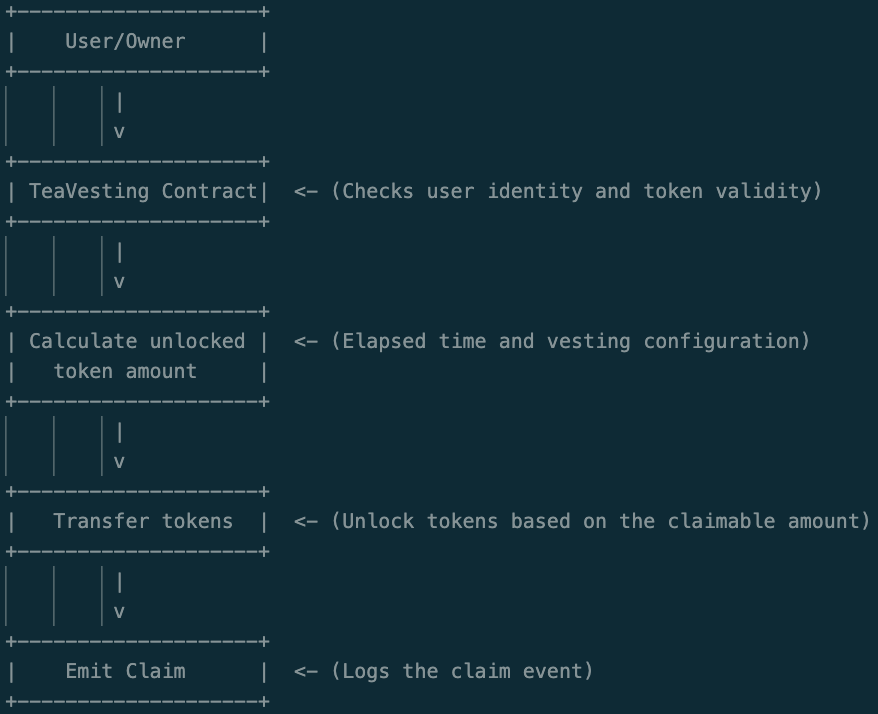 +--------------------+
|    User/Owner      |
+--------------------+
         |
         v
+--------------------+
| TeaVesting Contract|  <- (Checks user identity and token validity)
+--------------------+
         |
         v
+--------------------+
| Calculate unlocked |  <- (Elapsed time and vesting configuration)
|   token amount     |
+--------------------+
         |
         v
+--------------------+
|   Transfer tokens  |  <- (Unlock tokens based on the claimable amount)
+--------------------+
         |
         v
+--------------------+
|    Emit Claim      |  <- (Logs the claim event)
+--------------------+